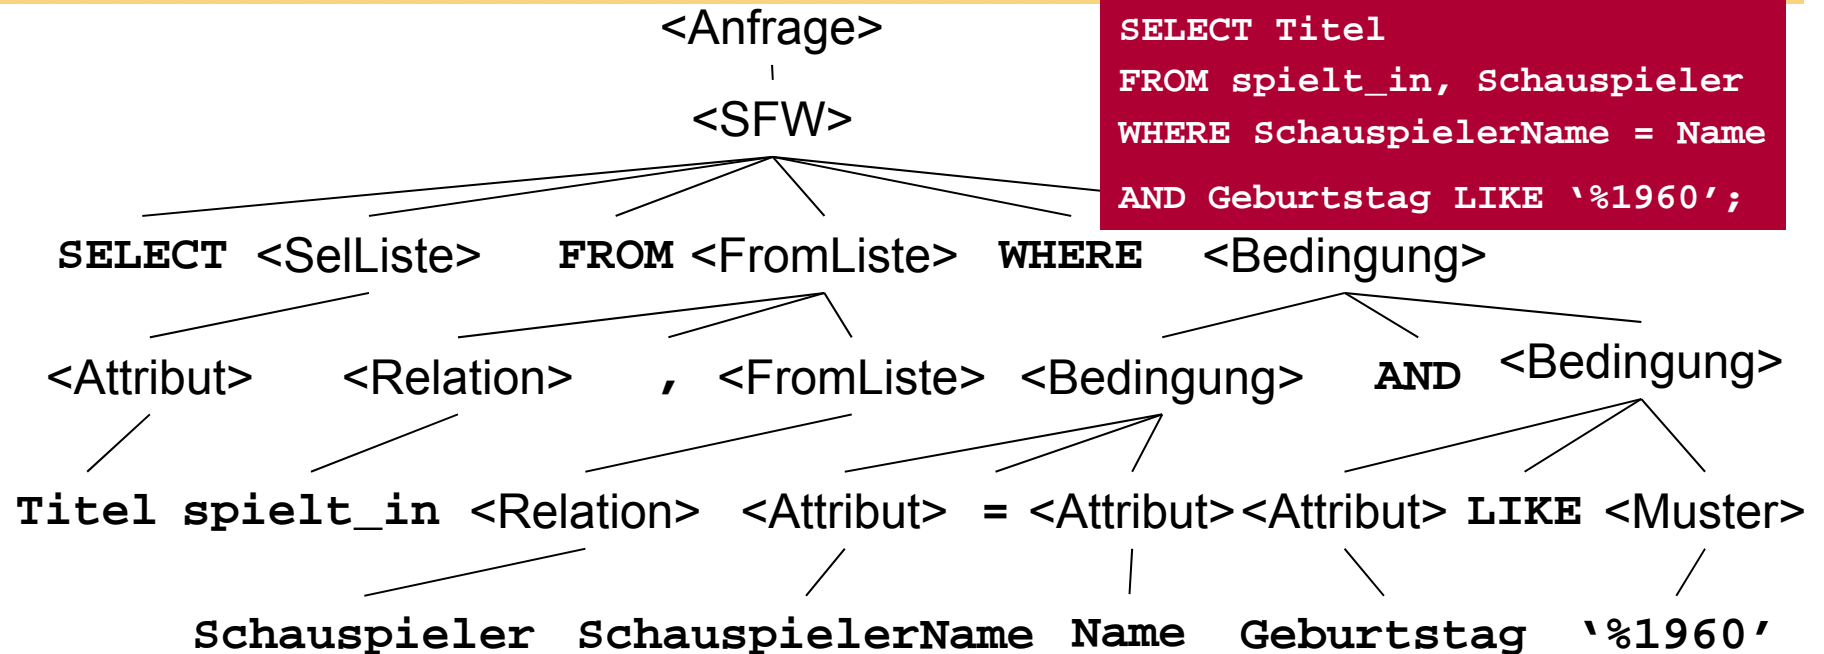 <Anfrage>
<SFW>
SELECT Titel
FROM spielt_in, Schauspieler
WHERE SchauspielerName = Name
AND Geburtstag LIKE ‘%1960’;
SELECT <SelListe> FROM <FromListe> WHERE <Bedingung>
<Attribut> <Relation> , <FromListe> <Bedingung> AND <Bedingung>
Titel spielt_in <Relation> <Attribut> = <Attribut> <Attribut> LIKE <Muster>
Schauspieler SchauspielerName Name Geburtstag ‘%1960’